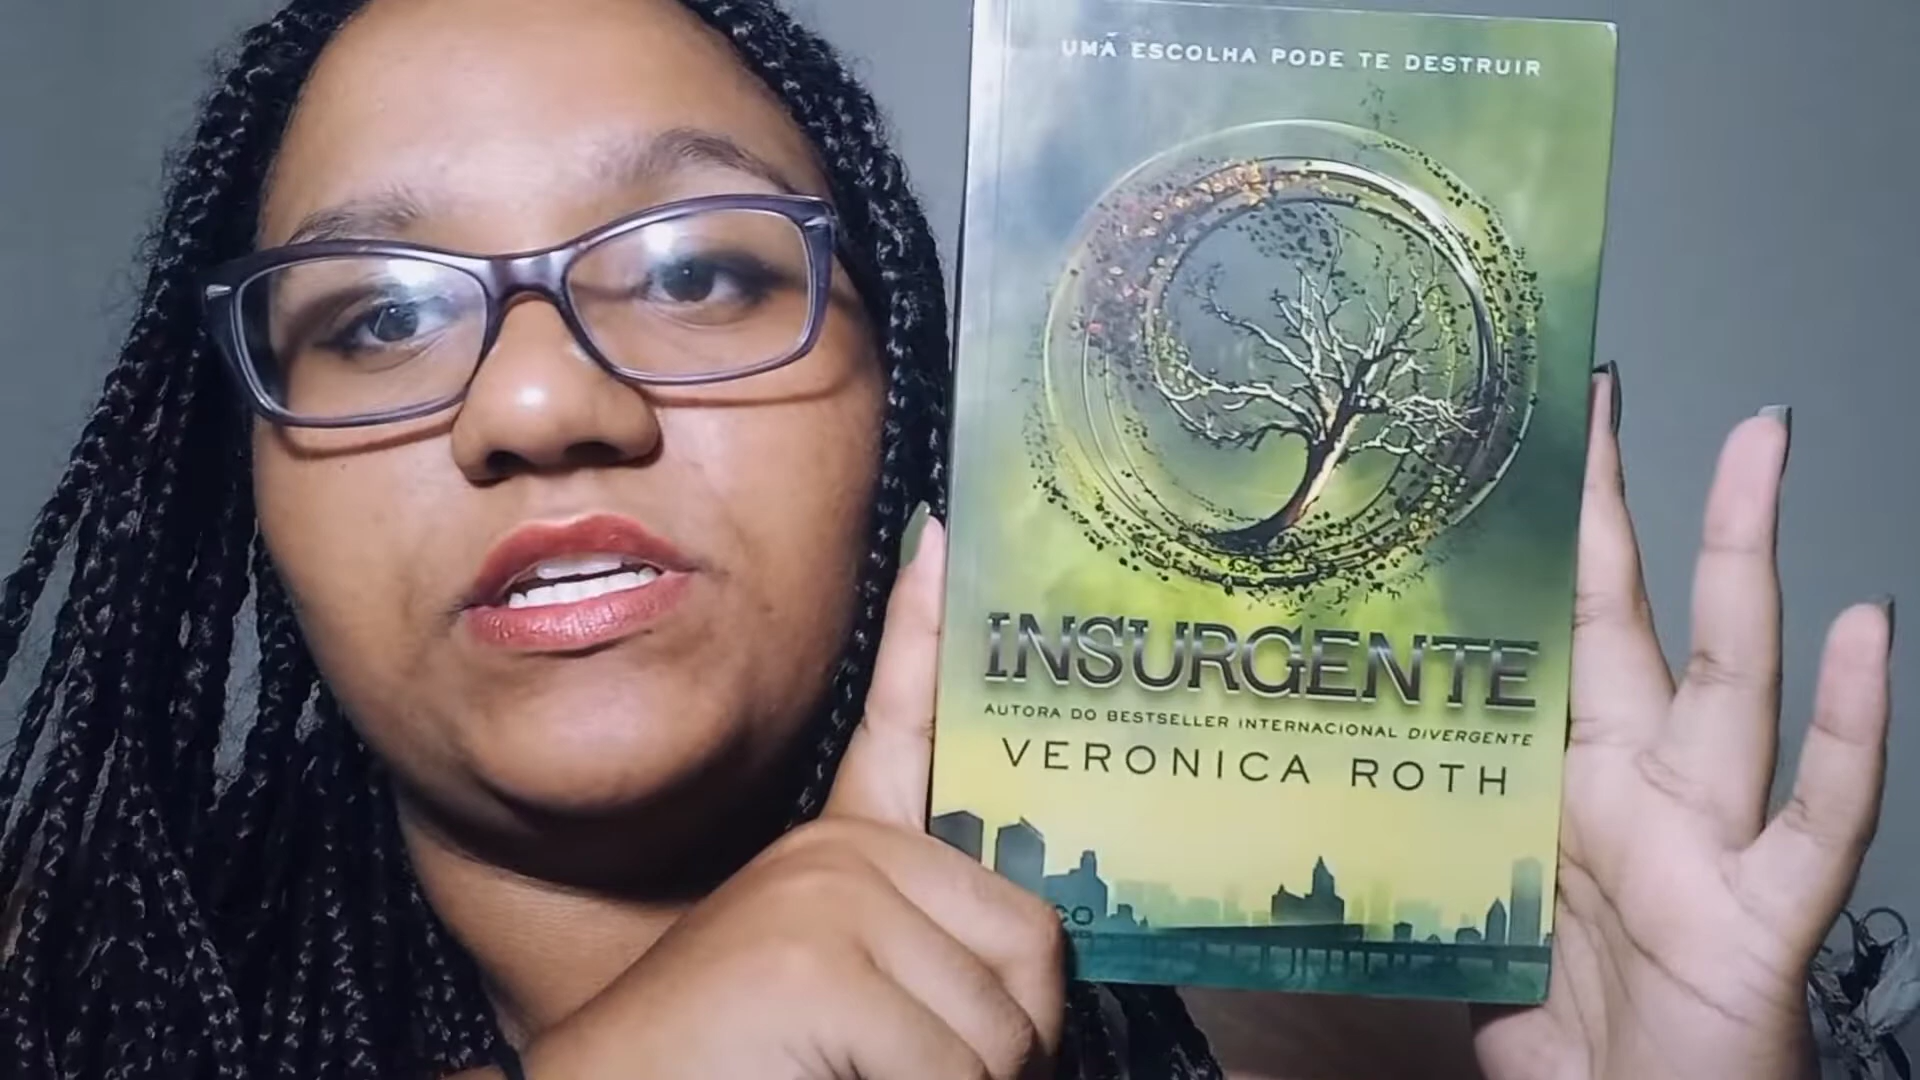 UMA ESCOLHA PODE TE DESTRUIR
INSURGENTE
AUTORA DO BESTSELLER INTERNACIONAL DIVERGENTE
VERONICA ROTH